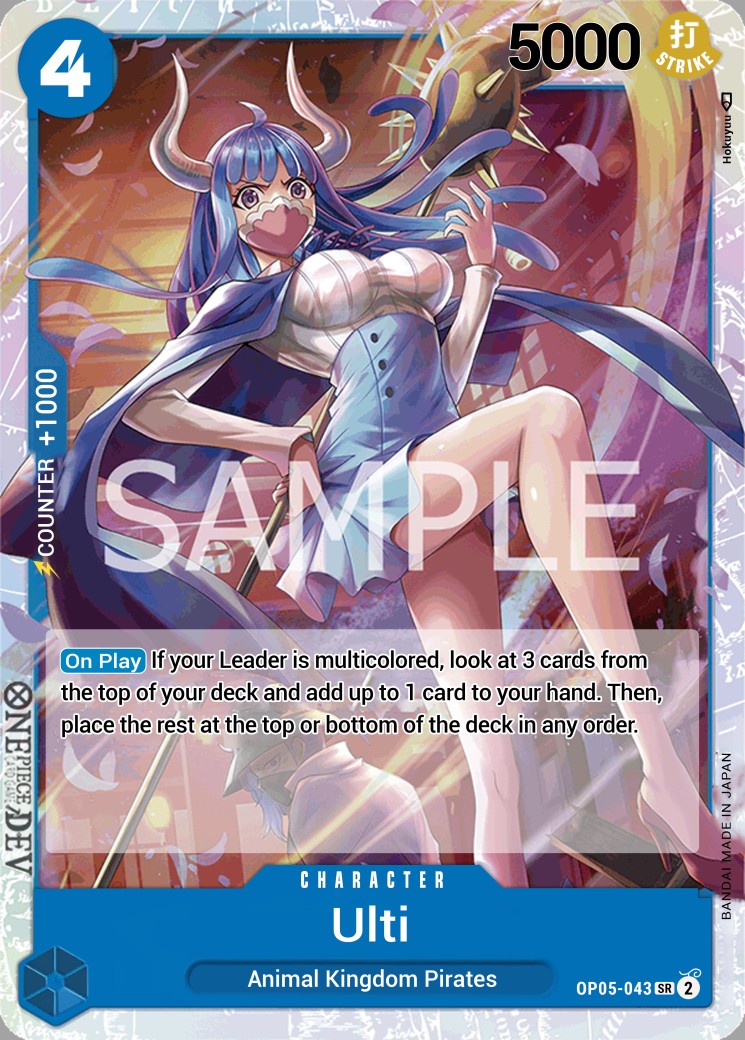 4
5000
打
STRIKE
Hokuyuu
COUNTER +1000
SAMPLE
On Play If your Leader is multicolored, look at 3 cards from
the top of your deck and add up to 1 card to your hand. Then,
place the rest at the top or bottom of the deck in any order.
ONE PIECE
CARD GAME
DEV
BANDAI MADE IN JAPAN
CHARACTER
Ulti
Animal Kingdom Pirates
OP05-043 SR 2